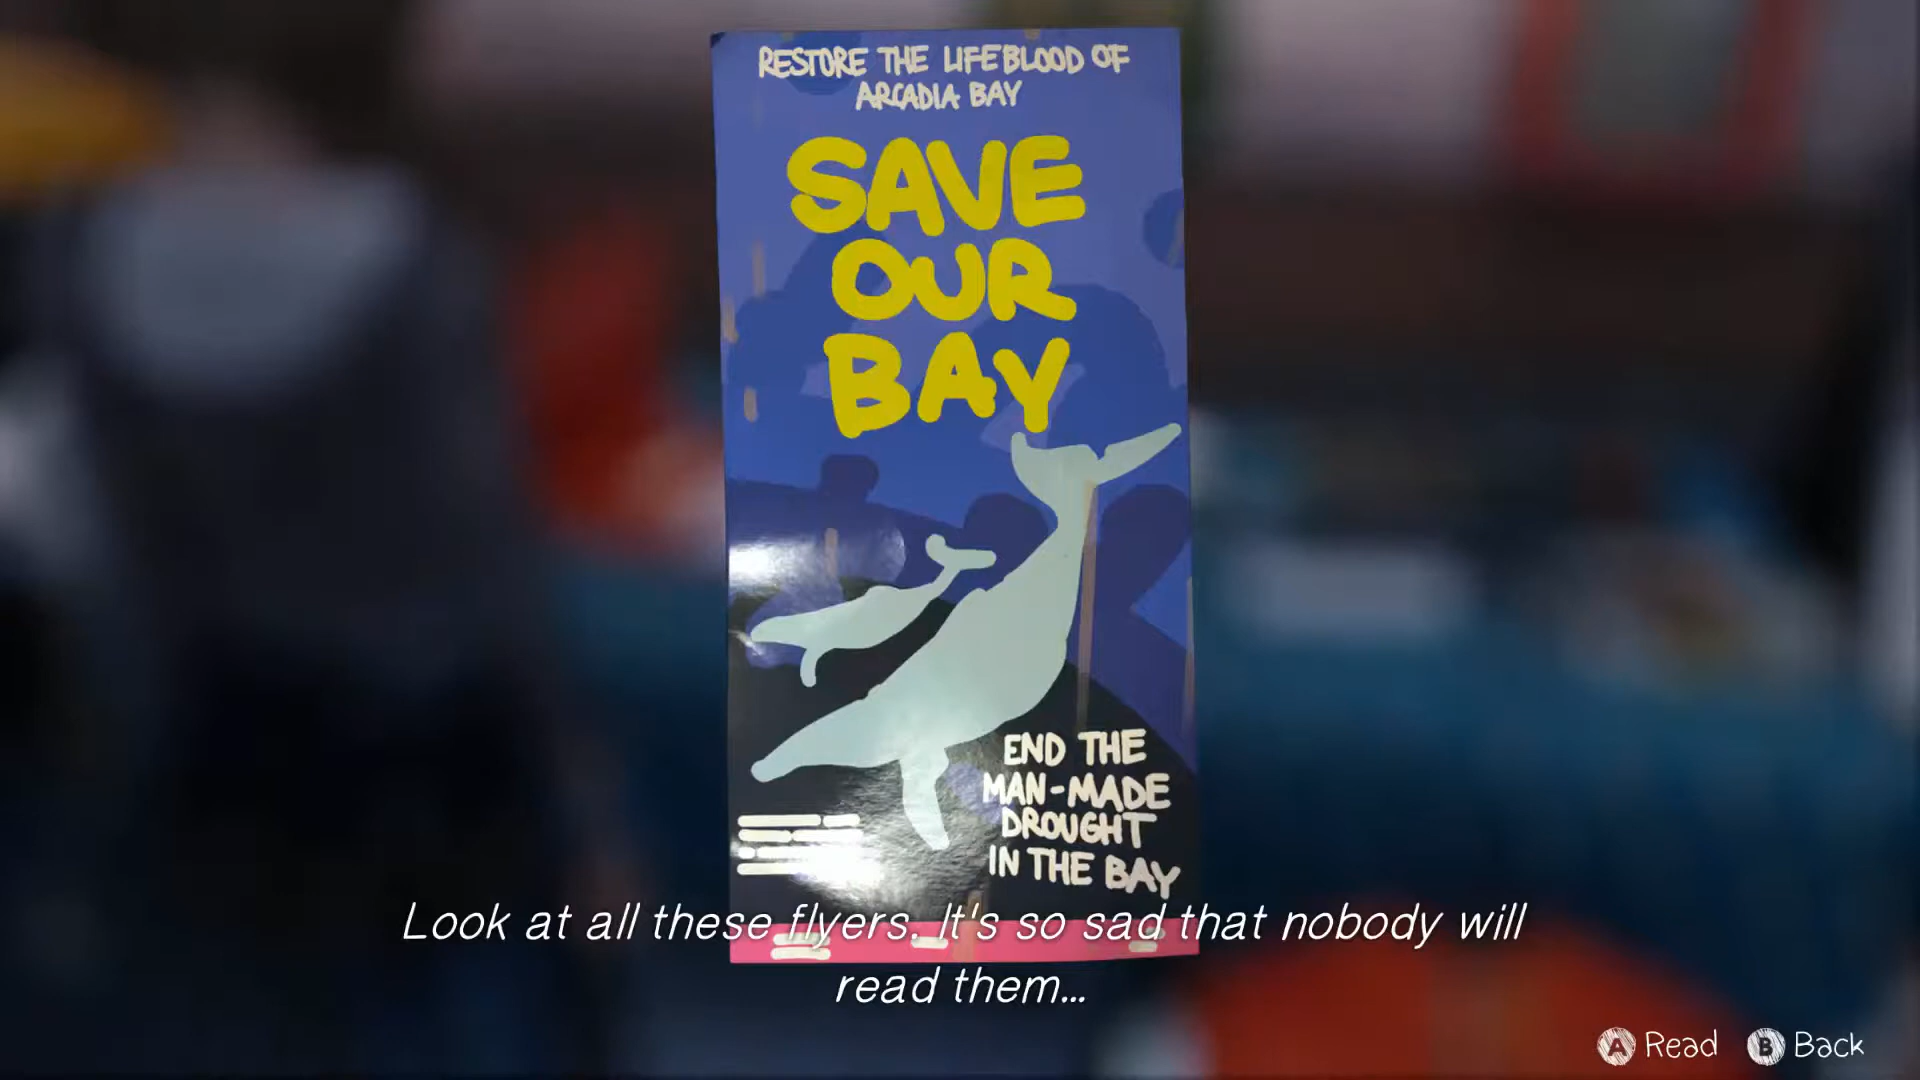 RESTORE THE LIFEBLOOD OF
ARCADIA BAY
SAVE
OUR
BAY
END THE
MAN-MADE
DROUGHT
IN THE BAY
Look at all these flyers. It's so sad that nobody will
read them...
A Read B Back